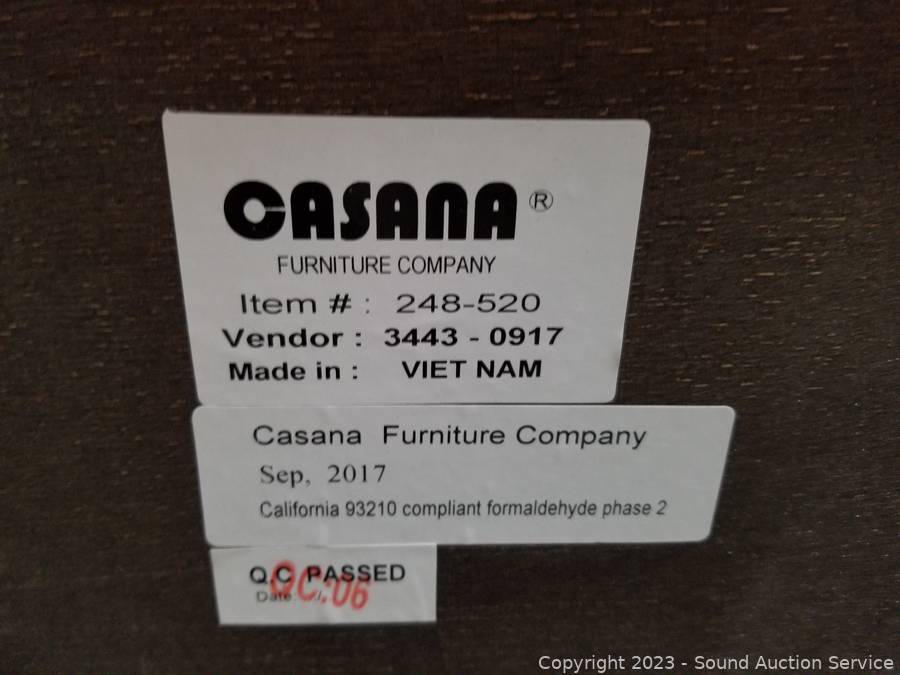 CASANA ®
FURNITURE COMPANY
Item # : 248-520
Vendor : 3443 - 0917
Made in : VIET NAM
Casana Furniture Company
Sep, 2017
California 93210 compliant formaldehyde phase 2
Q.C PASSED
QC:06
Date:
Copyright 2023 - Sound Auction Service